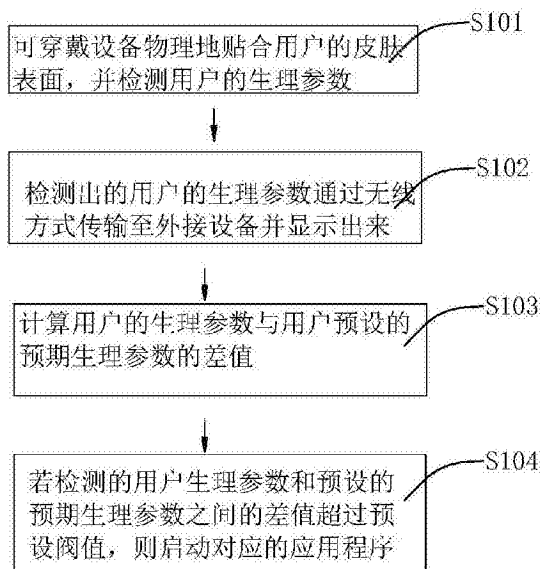 S101
可穿戴设备物理地贴合用户的皮肤
表面，并检测用户的生理参数
S102
检测出的用户的生理参数通过无线
方式传输至外接设备并显示出来
S103
计算用户的生理参数与用户预设的
预期生理参数的差值
S104
若检测的用户生理参数和预设的
预期生理参数之间的差值超过预
设阀值，则启动对应的应用程序